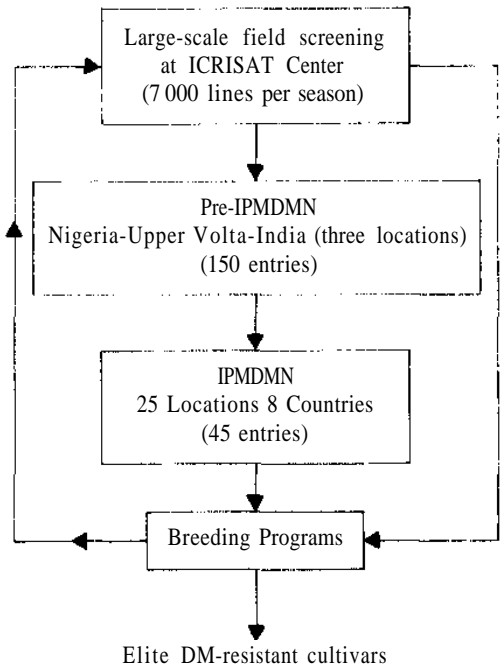 Large-scale field screening
at ICRISAT Center
(7 000 lines per season)
Pre-IPMDMN
Nigeria-Upper Volta-India (three locations)
(150 entries)
IPMDMN
25 Locations 8 Countries
(45 entries)
Breeding Programs
Elite DM-resistant cultivars